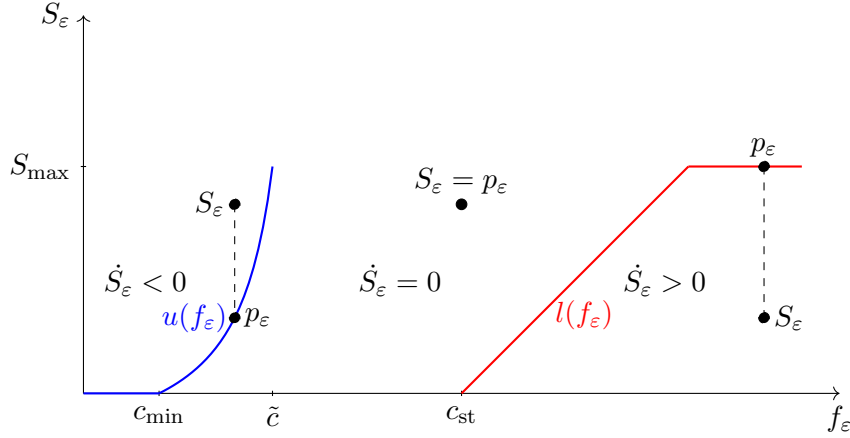 S_ε
S_max
S_ε
S_ε = p_ε
p_ε
Ṡ_ε < 0
Ṡ_ε = 0
Ṡ_ε > 0
u(f_ε)
p_ε
l(f_ε)
S_ε
c_min
c̃
c_st
f_ε